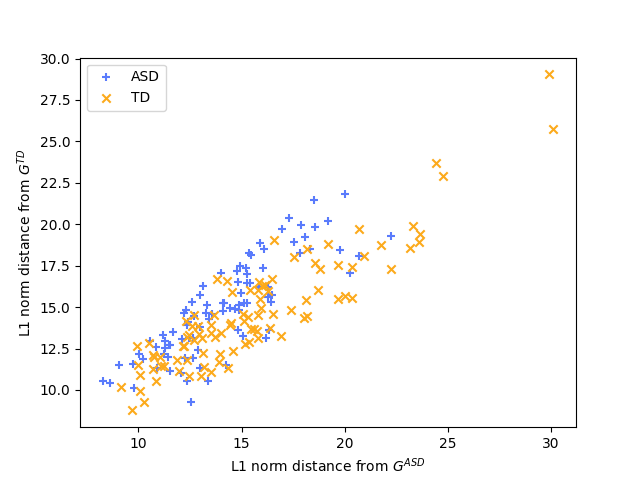 ASD
TD
30.0
27.5
25.0
22.5
20.0
17.5
15.0
12.5
10.0
L1 norm distance from G^{TD}
10 15 20 25 30
L1 norm distance from G^{ASD}